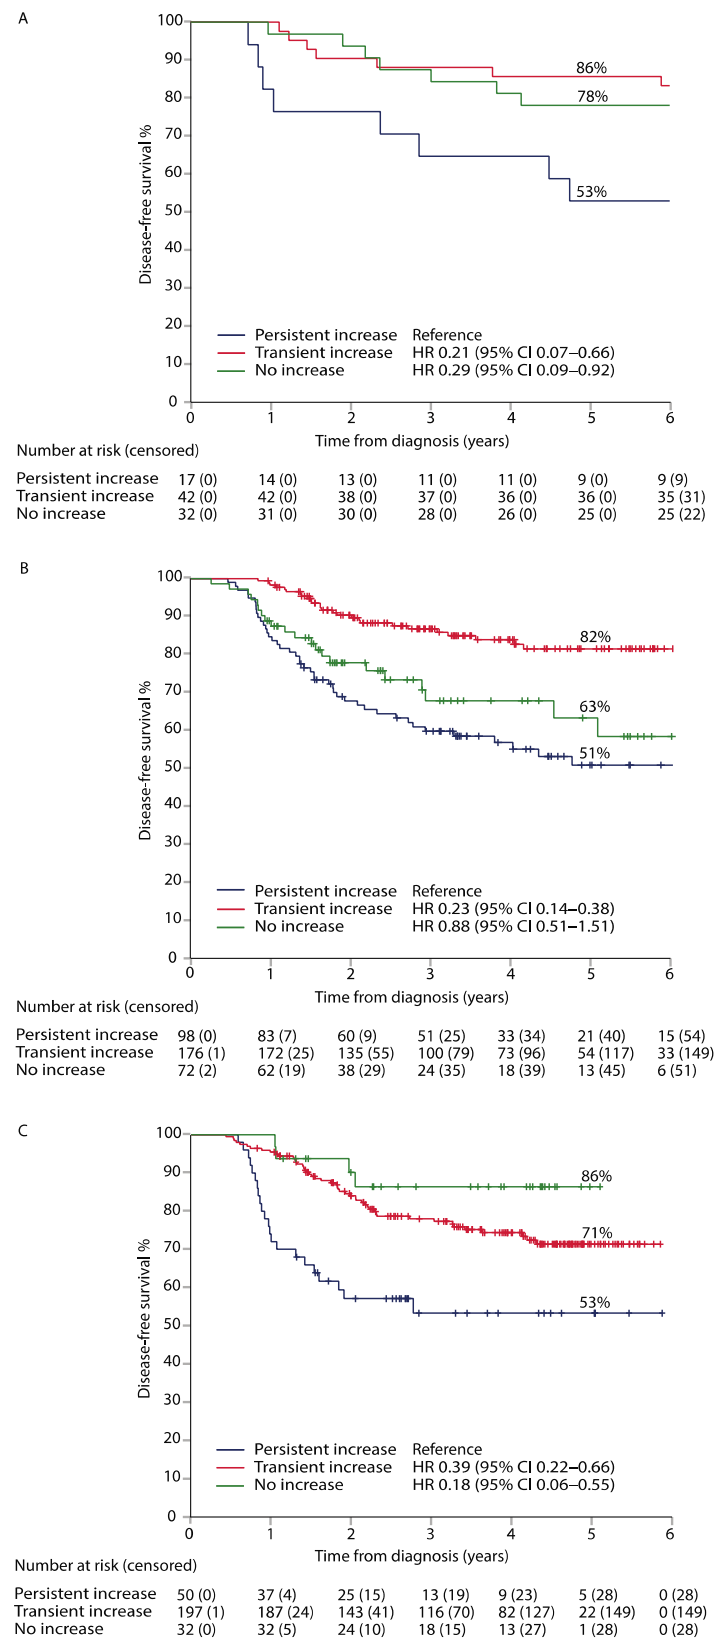 A
100
90
80
70
60
50
40
30
20
10
0
Disease-free survival %
86%
78%
53%
Persistent increase Reference
Transient increase HR 0.21 (95% CI 0.07–0.66)
No increase HR 0.29 (95% CI 0.09–0.92)
0 1 2 3 4 5 6
Time from diagnosis (years)
Number at risk (censored)
Persistent increase 17 (0) 14 (0) 13 (0) 11 (0) 11 (0) 9 (0) 9 (9)
Transient increase 42 (0) 42 (0) 38 (0) 37 (0) 36 (0) 36 (0) 35 (31)
No increase 32 (0) 31 (0) 30 (0) 28 (0) 26 (0) 25 (0) 25 (22)
B
100
90
80
70
60
50
40
30
20
10
0
Disease-free survival %
82%
63%
51%
Persistent increase Reference
Transient increase HR 0.23 (95% CI 0.14–0.38)
No increase HR 0.88 (95% CI 0.51–1.51)
0 1 2 3 4 5 6
Time from diagnosis (years)
Number at risk (censored)
Persistent increase 98 (0) 83 (7) 60 (9) 51 (25) 33 (34) 21 (40) 15 (54)
Transient increase 176 (1) 172 (25) 135 (55) 100 (79) 73 (96) 54 (117) 33 (149)
No increase 72 (2) 62 (19) 38 (29) 24 (35) 18 (39) 13 (45) 6 (51)
C
100
90
80
70
60
50
40
30
20
10
0
Disease-free survival %
86%
71%
53%
Persistent increase Reference
Transient increase HR 0.39 (95% CI 0.22–0.66)
No increase HR 0.18 (95% CI 0.06–0.55)
0 1 2 3 4 5 6
Time from diagnosis (years)
Number at risk (censored)
Persistent increase 50 (0) 37 (4) 25 (15) 13 (19) 9 (23) 5 (28) 0 (28)
Transient increase 197 (1) 187 (24) 143 (41) 116 (70) 82 (127) 22 (149) 0 (149)
No increase 32 (0) 32 (5) 24 (10) 18 (15) 13 (27) 1 (28) 0 (28)